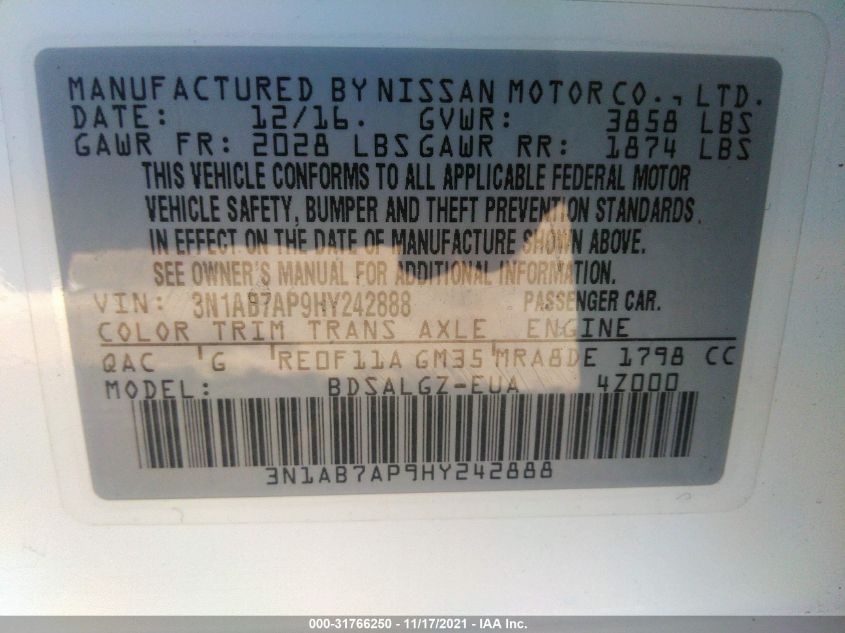 MANUFACTURED BY NISSAN MOTOR CO., LTD.
DATE: 12/16. GVWR: 3858 LBS
GAWR FR: 2028 LBS GAWR RR: 1874 LBS
THIS VEHICLE CONFORMS TO ALL APPLICABLE FEDERAL MOTOR
VEHICLE SAFETY, BUMPER AND THEFT PREVENTION STANDARDS
IN EFFECT ON THE DATE OF MANUFACTURE SHOWN ABOVE.
SEE OWNER'S MANUAL FOR ADDITIONAL INFORMATION.
VIN: 3N1AB7AP9HY242888 PASSENGER CAR.
COLOR TRIM TRANS AXLE ENGINE
QAC 'G 'RE0F11A GM35 'MRA8DE 1798 CC
MODEL: BDSALGZ-EUA 4Z000
3N1AB7AP9HY242888
000-31766250 - 11/17/2021 - IAA Inc.